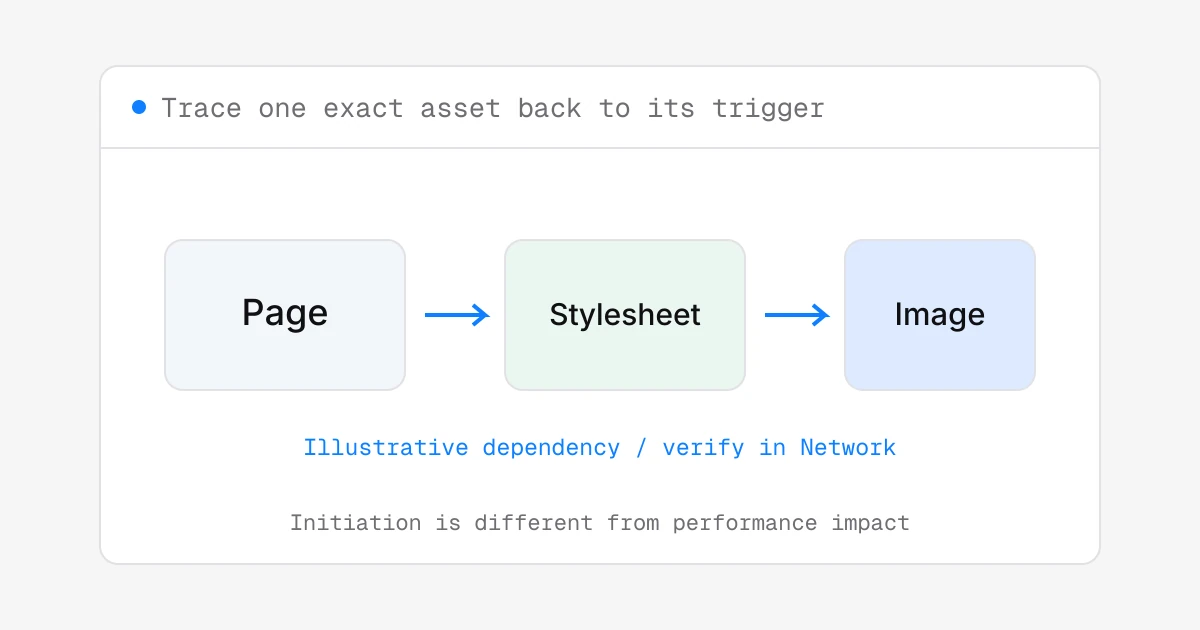 Trace one exact asset back to its trigger
Page
Stylesheet
Image
Illustrative dependency / verify in Network
Initiation is different from performance impact